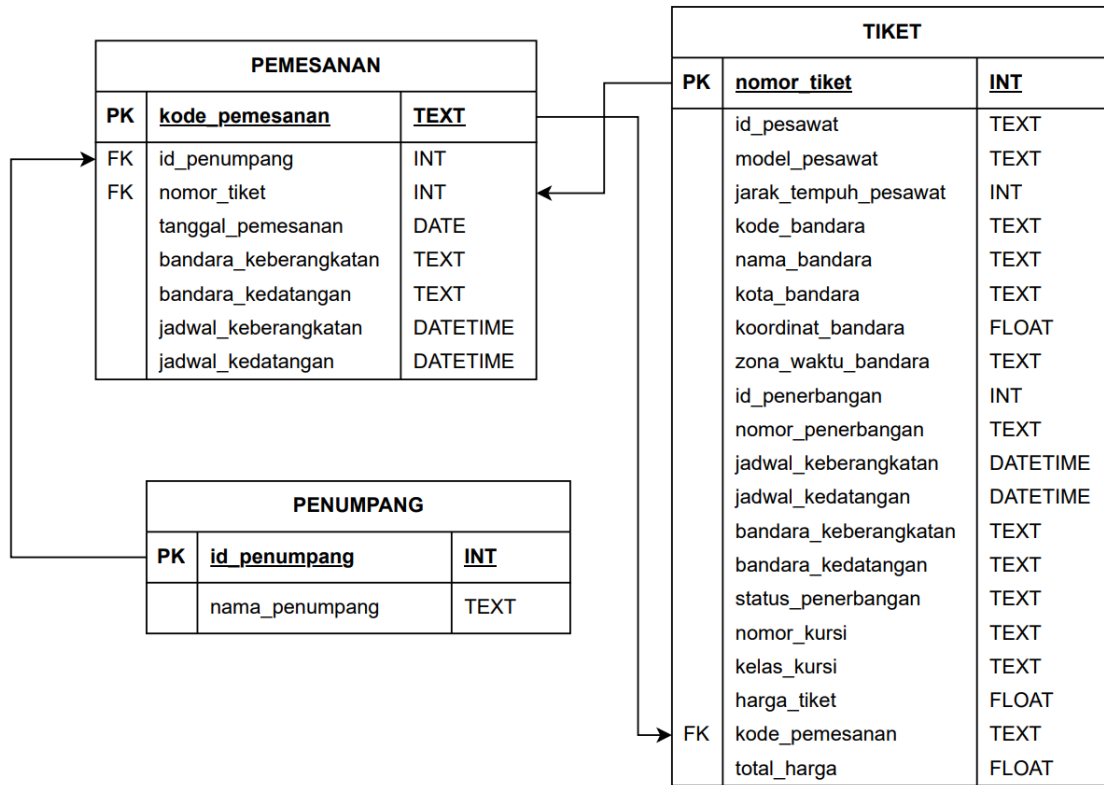 PEMESANAN
PK kode_pemesanan TEXT
FK id_penumpang INT
FK nomor_tiket INT
tanggal_pemesanan DATE
bandara_keberangkatan TEXT
bandara_kedatangan TEXT
jadwal_keberangkatan DATETIME
jadwal_kedatangan DATETIME
PENUMPANG
PK id_penumpang INT
nama_penumpang TEXT
TIKET
PK nomor_tiket INT
id_pesawat TEXT
model_pesawat TEXT
jarak_tempuh_pesawat INT
kode_bandara TEXT
nama_bandara TEXT
kota_bandara TEXT
koordinat_bandara FLOAT
zona_waktu_bandara TEXT
id_penerbangan INT
nomor_penerbangan TEXT
jadwal_keberangkatan DATETIME
jadwal_kedatangan DATETIME
bandara_keberangkatan TEXT
bandara_kedatangan TEXT
status_penerbangan TEXT
nomor_kursi TEXT
kelas_kursi TEXT
harga_tiket FLOAT
FK kode_pemesanan TEXT
total_harga FLOAT